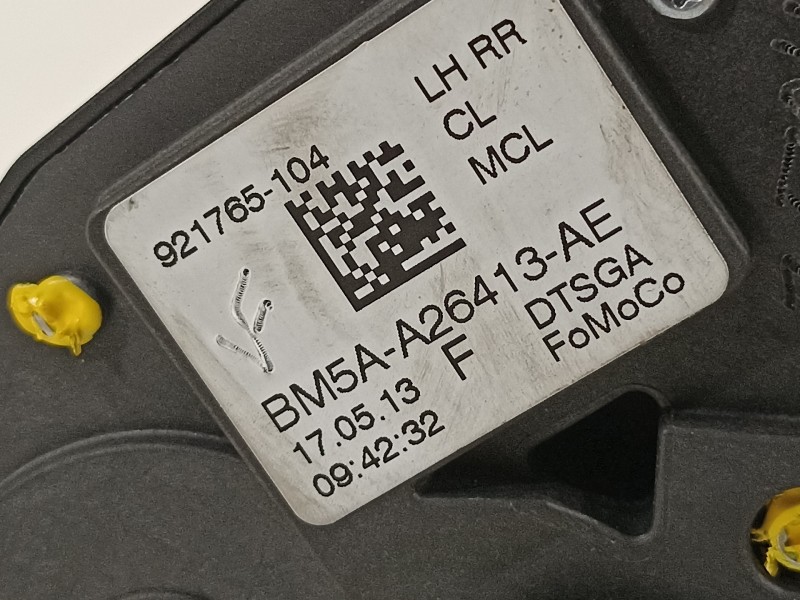 LH RR
CL
MCL
921765-104
BM5A-A26413-AE
17.05.13 F DTSGA
09:42:32 FoMoCo